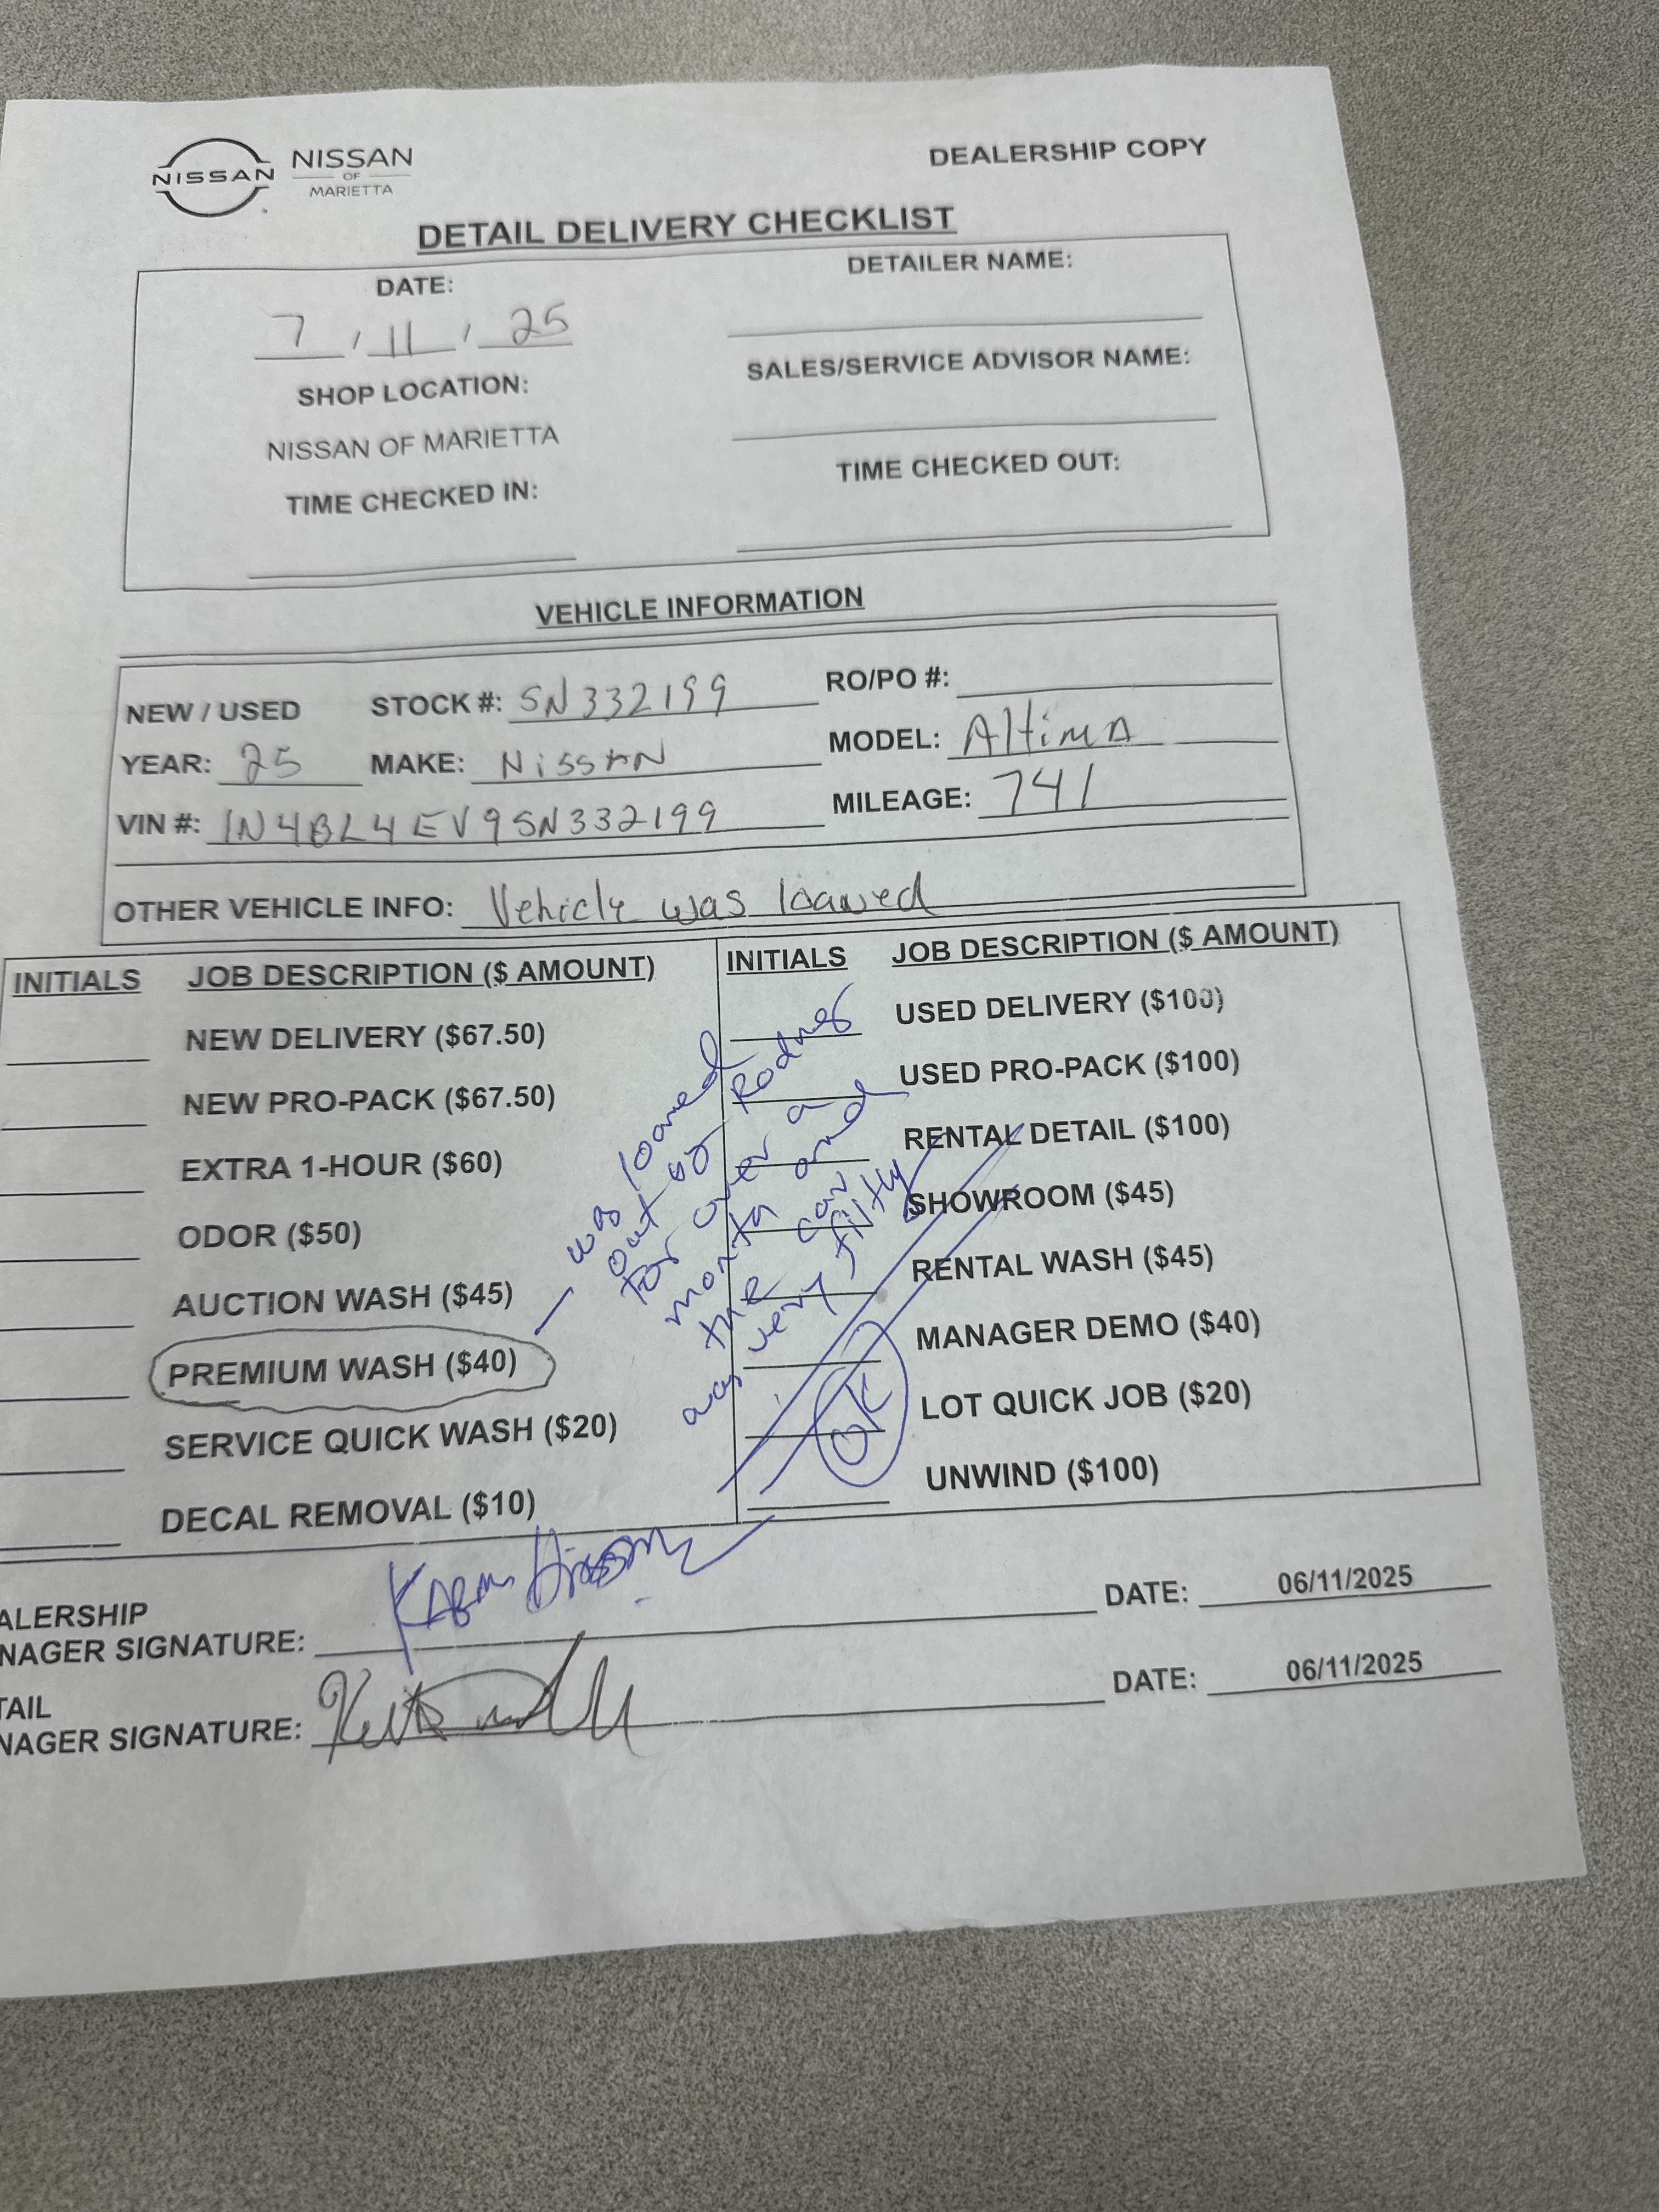 NISSAN
NISSAN
OF
MARIETTA
DEALERSHIP COPY
DETAIL DELIVERY CHECKLIST
DATE:
7 / 11 / 25
DETAILER NAME:
SHOP LOCATION:
NISSAN OF MARIETTA
SALES/SERVICE ADVISOR NAME:
TIME CHECKED IN:
TIME CHECKED OUT:
VEHICLE INFORMATION
NEW / USED STOCK #: SN332199 RO/PO #:
YEAR: 25 MAKE: NISSAN MODEL: Altima
VIN #: 1N4BL4EV9SN332199 MILEAGE: 741
OTHER VEHICLE INFO: Vehicle was loaned
INITIALS JOB DESCRIPTION ($ AMOUNT) INITIALS JOB DESCRIPTION ($ AMOUNT)
NEW DELIVERY ($67.50) USED DELIVERY ($100)
NEW PRO-PACK ($67.50) USED PRO-PACK ($100)
EXTRA 1-HOUR ($60) RENTAL DETAIL ($100)
ODOR ($50) SHOWROOM ($45)
AUCTION WASH ($45) RENTAL WASH ($45)
PREMIUM WASH ($40) MANAGER DEMO ($40)
SERVICE QUICK WASH ($20) LOT QUICK JOB ($20)
DECAL REMOVAL ($10) UNWIND ($100)
— was loaned
out to Rodney
for over a
month and
the car
was very filthy
OK
ALERSHIP
NAGER SIGNATURE: DATE: 06/11/2025
TAIL
NAGER SIGNATURE: DATE: 06/11/2025